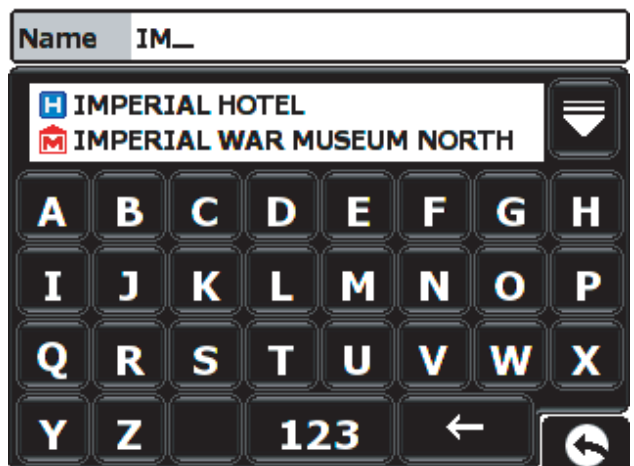 Name IM_
H IMPERIAL HOTEL
M IMPERIAL WAR MUSEUM NORTH
A B C D E F G H
I J K L M N O P
Q R S T U V W X
Y Z 123 ←